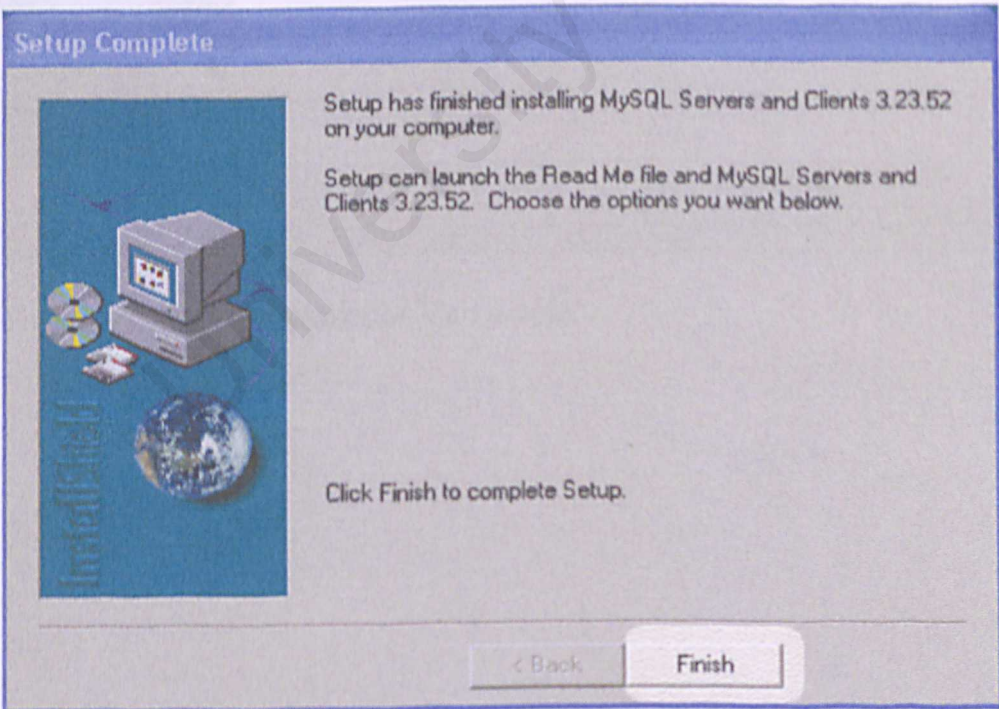 Setup Complete
Setup has finished installing MySQL Servers and Clients 3.23.52
on your computer.
Setup can launch the Read Me file and MySQL Servers and
Clients 3.23.52. Choose the options you want below.
Click Finish to complete Setup.
InstallShield
< Back
Finish
University